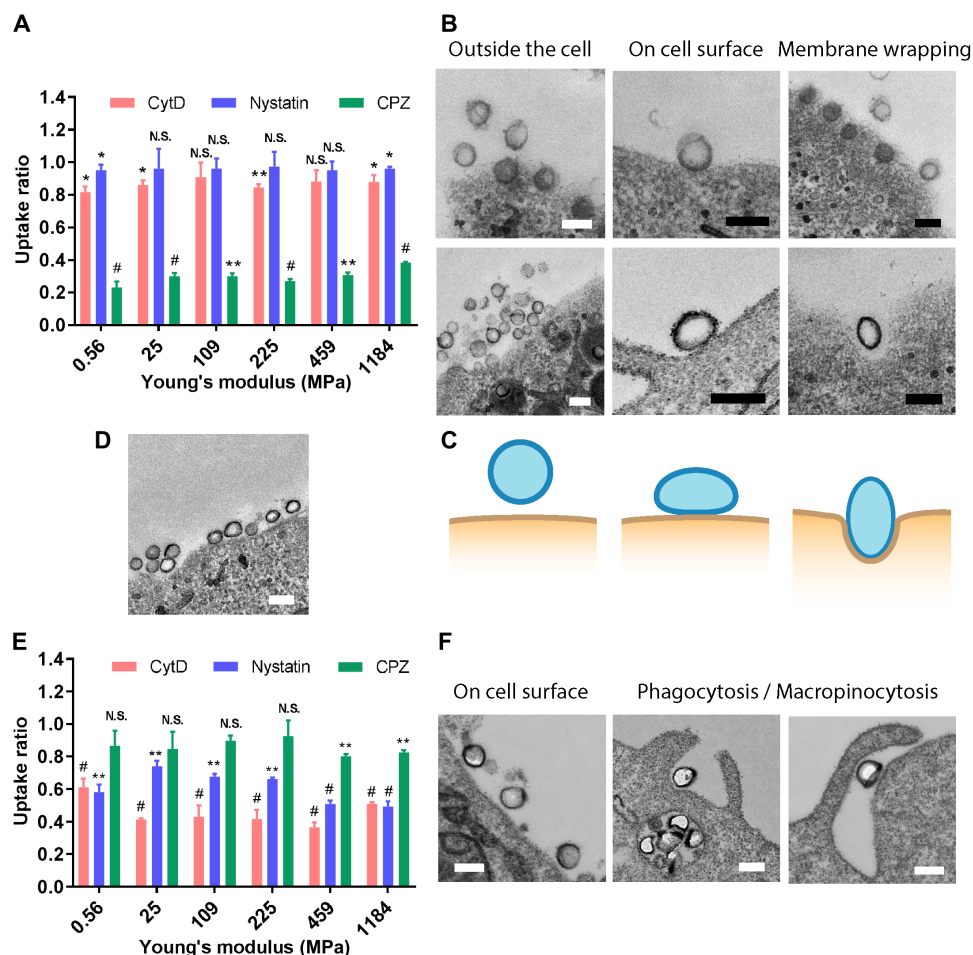 A
CytD Nystatin CPZ
Uptake ratio
1.4
1.2
1.0
0.8
0.6
0.4
0.2
0.0
* * #
* N.S. #
N.S. N.S. **
** N.S. #
N.S. N.S. **
* * #
0.56 25 109 225 459 1184
Young's modulus (MPa)
B
Outside the cell On cell surface Membrane wrapping
D
C
E
CytD Nystatin CPZ
Uptake ratio
1.4
1.2
1.0
0.8
0.6
0.4
0.2
0.0
# ** N.S.
# ** N.S.
# ** N.S.
# ** N.S.
# # **
# # **
0.56 25 109 225 459 1184
Young's modulus (MPa)
F
On cell surface Phagocytosis / Macropinocytosis